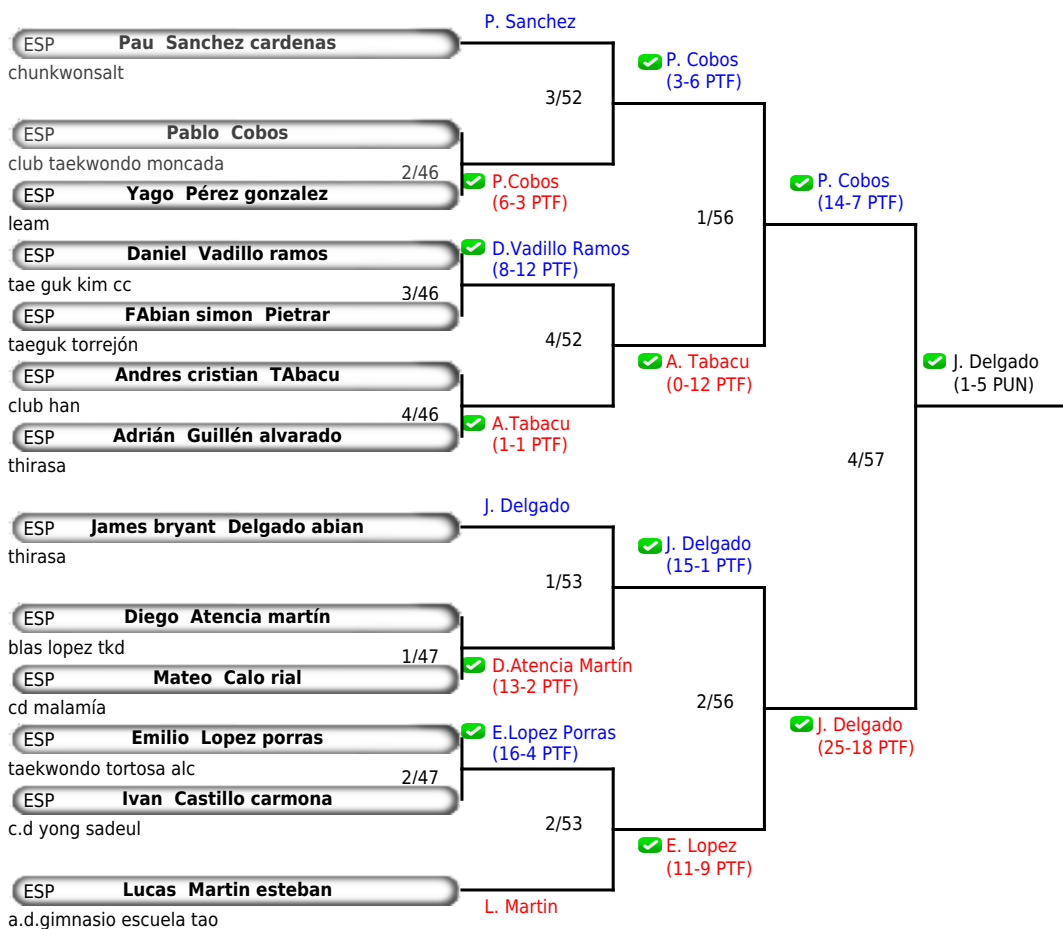 P. Sanchez
ESP Pau Sanchez cardenas
chunkwonsalt
P. Cobos
(3-6 PTF)
3/52
ESP Pablo Cobos
club taekwondo moncada
2/46
P.Cobos
(6-3 PTF)
ESP Yago Pérez gonzalez
leam
P. Cobos
(14-7 PTF)
1/56
ESP Daniel Vadillo ramos
tae guk kim cc
D.Vadillo Ramos
(8-12 PTF)
3/46
ESP FAbian simon Pietrar
taeguk torrejón
4/52
ESP Andres cristian TAbacu
club han
A. Tabacu
(0-12 PTF)
J. Delgado
(1-5 PUN)
4/46
A.Tabacu
(1-1 PTF)
ESP Adrián Guillén alvarado
thirasa
4/57
J. Delgado
ESP James bryant Delgado abian
thirasa
J. Delgado
(15-1 PTF)
1/53
ESP Diego Atencia martín
blas lopez tkd
1/47
D.Atencia Martín
(13-2 PTF)
ESP Mateo Calo rial
cd malamía
2/56
J. Delgado
(25-18 PTF)
ESP Emilio Lopez porras
taekwondo tortosa alc
E.Lopez Porras
(16-4 PTF)
2/47
ESP Ivan Castillo carmona
c.d yong sadeul
2/53
E. Lopez
(11-9 PTF)
ESP Lucas Martin esteban
a.d.gimnasio escuela tao
L. Martin